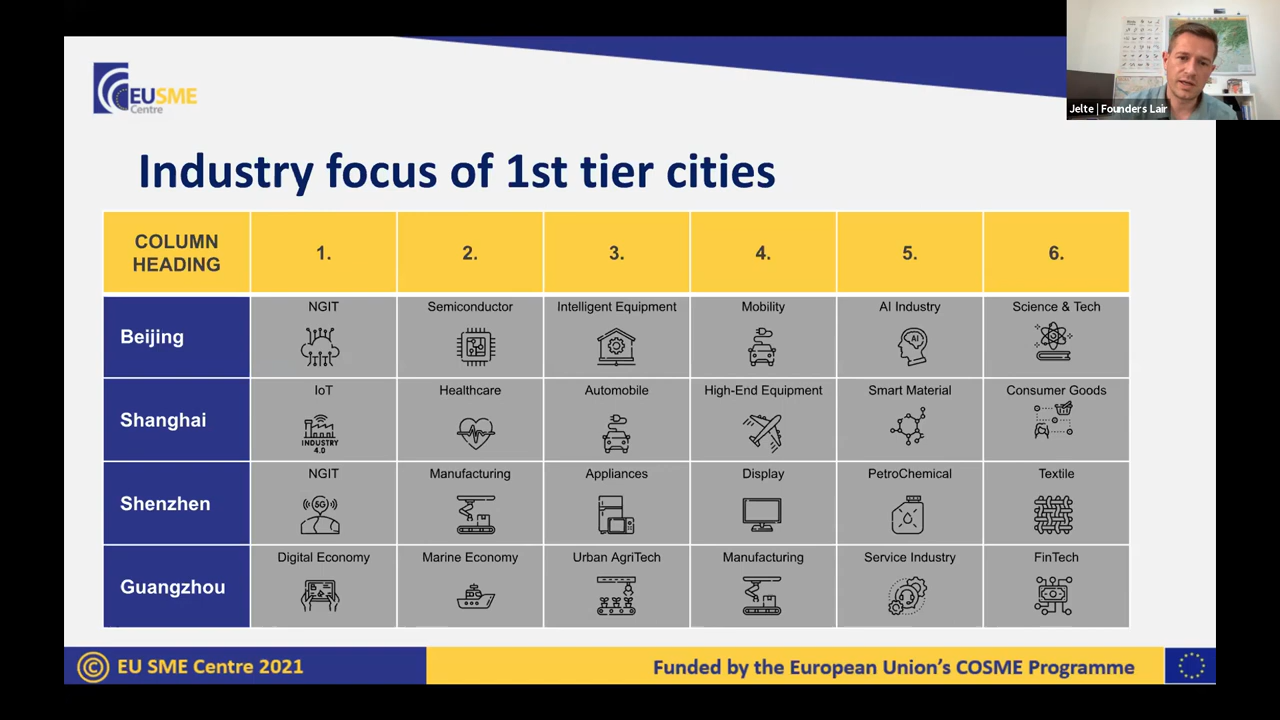 EUSME
Centre
Jelte | Founders Lair
Industry focus of 1st tier cities
COLUMN HEADING 1. 2. 3. 4. 5. 6.
Beijing NGIT Semiconductor Intelligent Equipment Mobility AI Industry Science & Tech
AI
Shanghai IoT Healthcare Automobile High-End Equipment Smart Material Consumer Goods
INDUSTRY
4.0
Shenzhen NGIT Manufacturing Appliances Display PetroChemical Textile
5G
Guangzhou Digital Economy Marine Economy Urban AgriTech Manufacturing Service Industry FinTech
© EU SME Centre 2021
Funded by the European Union’s COSME Programme